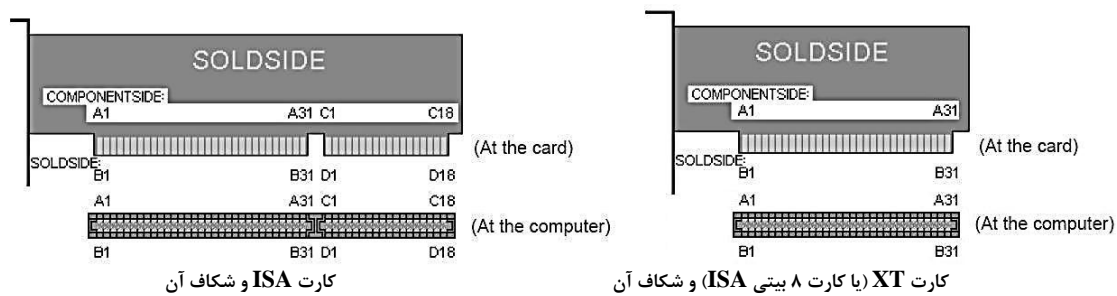 SOLDSIDE
COMPONENTSIDE:
A1 A31 C1 C18
(At the card)
SOLDSIDE:
B1 B31 D1 D18
A1 A31 C1 C18
(At the computer)
B1 B31 D1 D18
کارت ISA و شکاف آن
SOLDSIDE
COMPONENTSIDE:
A1 A31
(At the card)
SOLDSIDE:
B1 B31
A1 A31
(At the computer)
B1 B31
کارت XT (یا کارت ۸ بیتی ISA) و شکاف آن